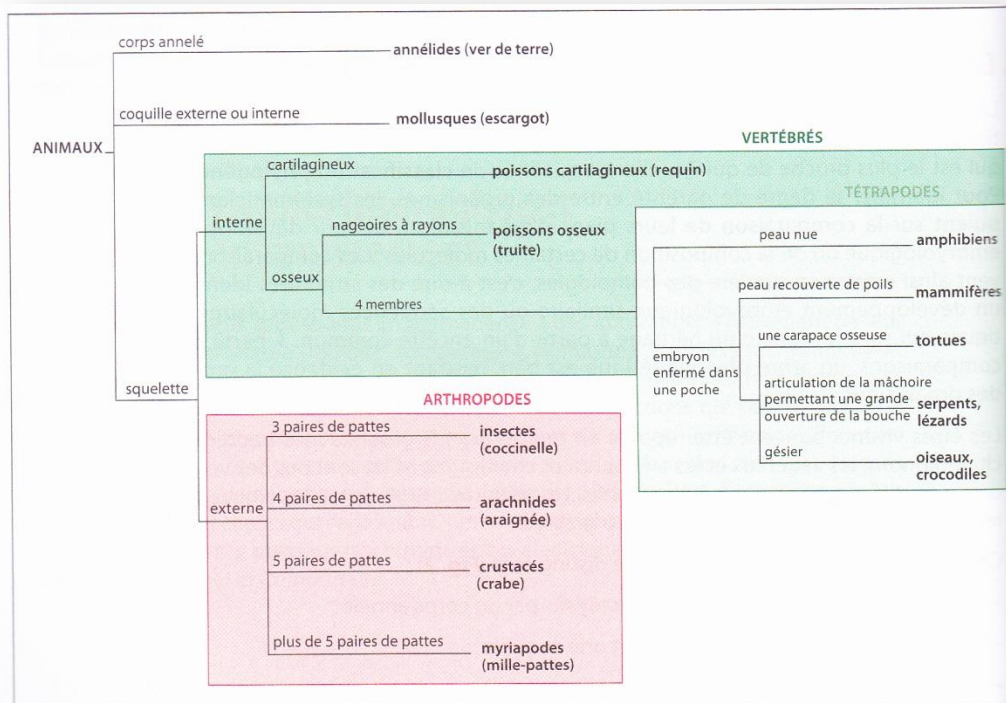 corps annelé
annélides (ver de terre)
coquille externe ou interne
mollusques (escargot)
ANIMAUX
VERTÉBRÉS
cartilagineux
poissons cartilagineux (requin)
TÉTRAPODES
interne
nageoires à rayons
poissons osseux
(truite)
peau nue
amphibiens
osseux
4 membres
peau recouverte de poils
mammifères
une carapace osseuse
tortues
embryon
enfermé dans
une poche
articulation de la mâchoire
permettant une grande
ouverture de la bouche
serpents,
lézards
gésier
oiseaux,
crocodiles
squelette
ARTHROPODES
3 paires de pattes
insectes
(coccinelle)
externe
4 paires de pattes
arachnides
(araignée)
5 paires de pattes
crustacés
(crabe)
plus de 5 paires de pattes
myriapodes
(mille-pattes)